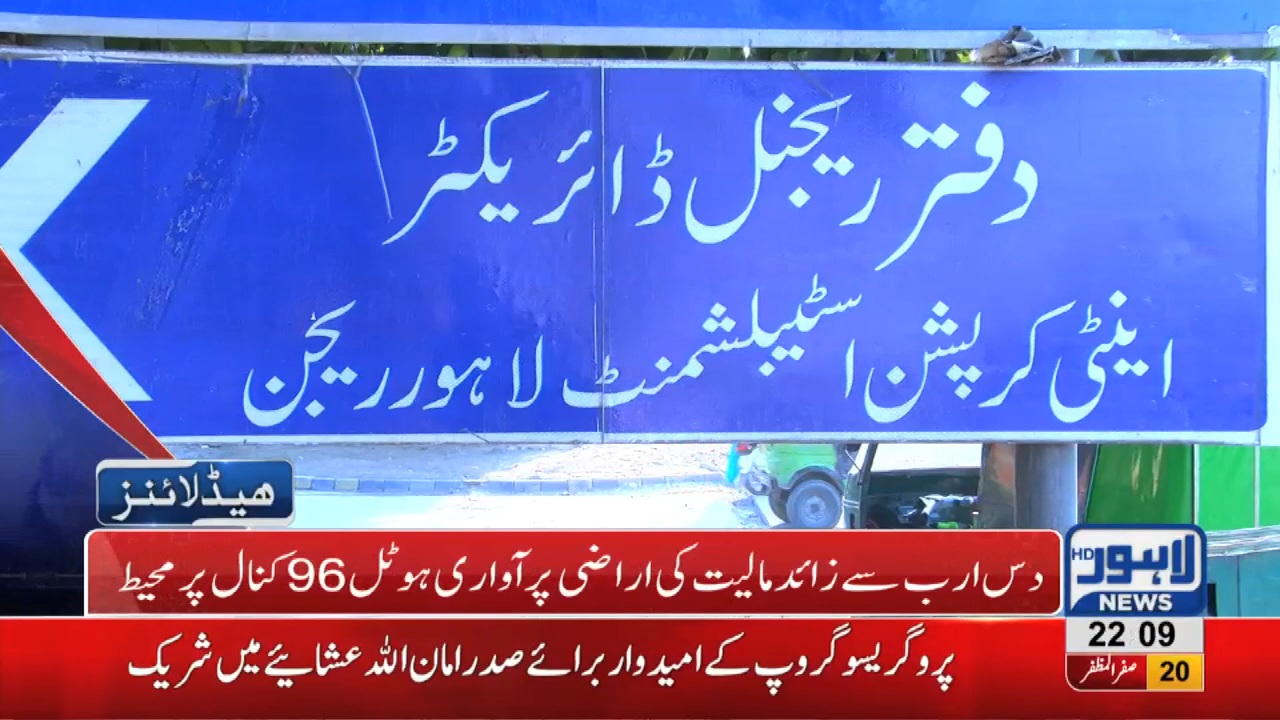 دفتر ریجنل ڈائریکٹر
اینٹی کرپشن اسٹیبلشمنٹ لاہور ریجن
ہیڈلائنز
دس ارب سے زائد مالیت کی اراضی پر آواری ہوٹل 96 کنال پر محیط
لاہور HD
NEWS
22 09
20 صفر المظفر
پروگریسو گروپ کے امیدوار برائے صدر امان اللہ عشائیے میں شریک